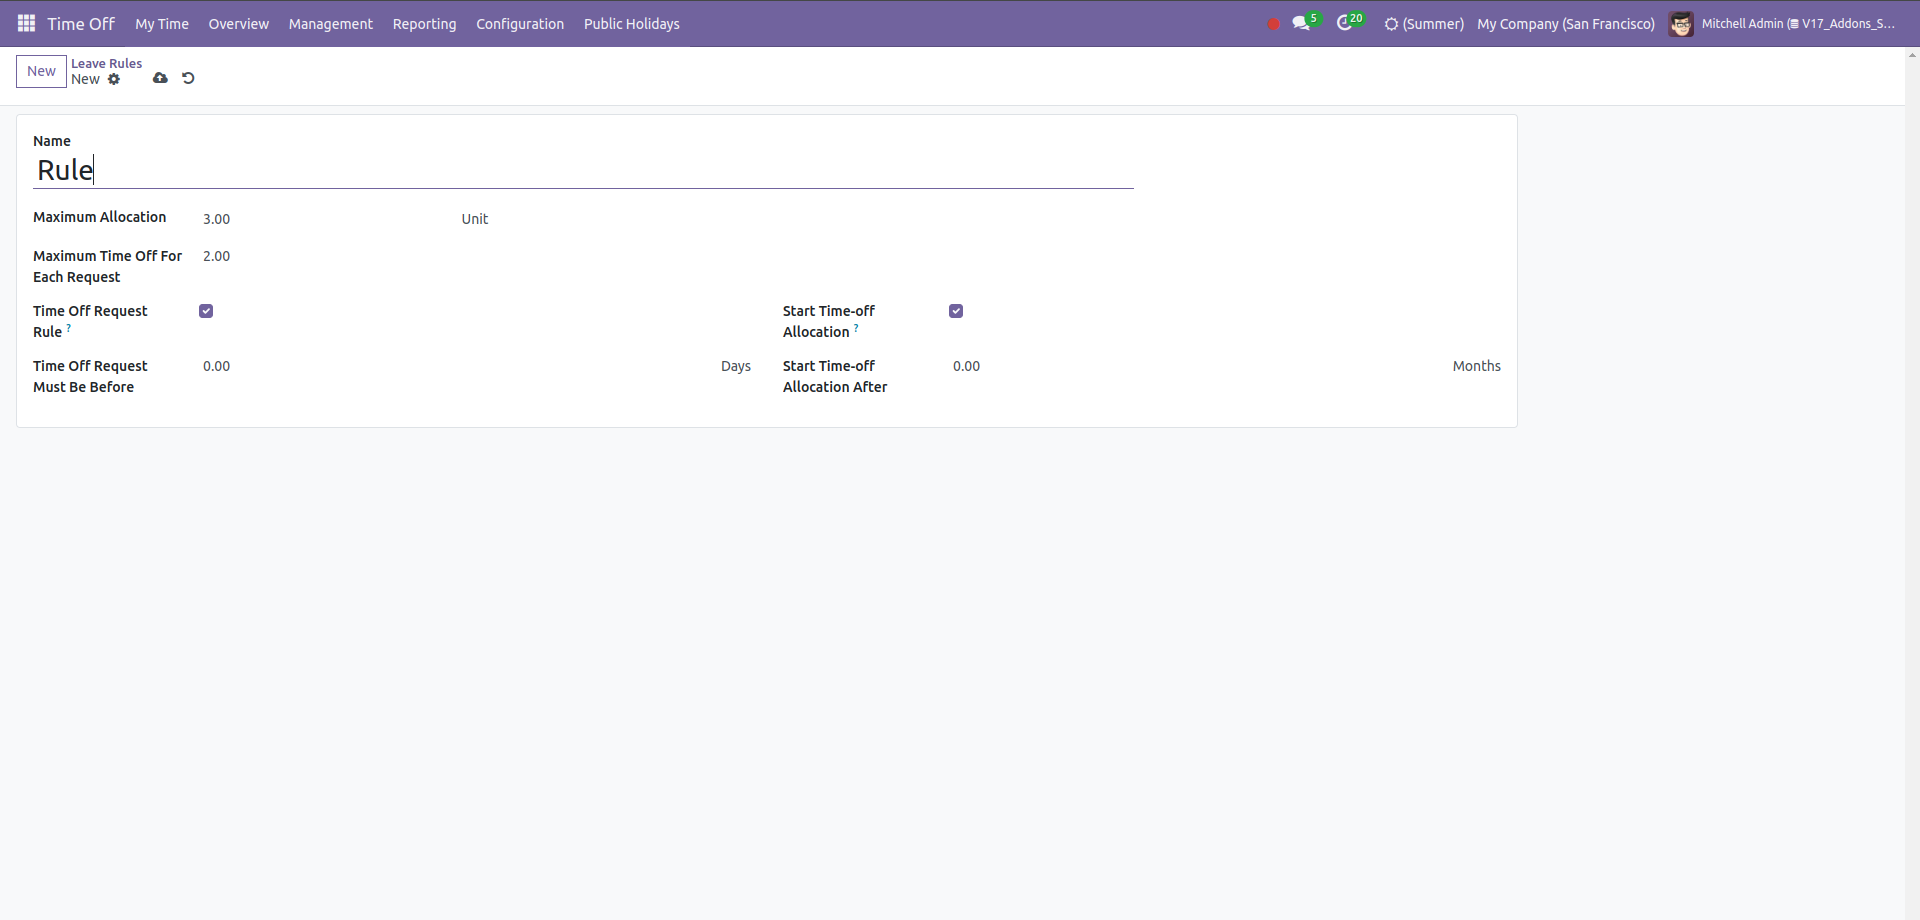 Time Off My Time Overview Management Reporting Configuration Public Holidays 5 20 (Summer) My Company (San Francisco) Mitchell Admin (V17_Addons_S...
New Leave Rules
New
Name
Rule
Maximum Allocation 3.00 Unit
Maximum Time Off For 2.00
Each Request
Time Off Request
Rule ?
Start Time-off
Allocation ?
Time Off Request 0.00 Days
Must Be Before
Start Time-off 0.00 Months
Allocation After